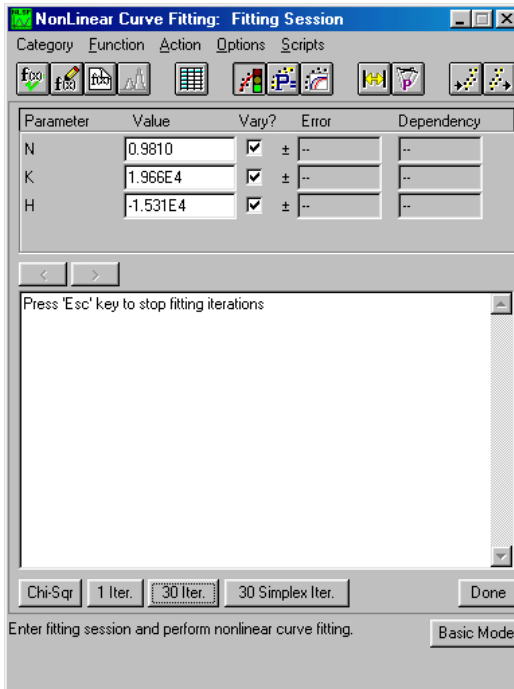 NonLinear Curve Fitting: Fitting Session
Category Function Action Options Scripts
Parameter Value Vary? Error Dependency
N 0.9810 ± -- --
K 1.966E4 ± -- --
H -1.531E4 ± -- --
< >
Press 'Esc' key to stop fitting iterations
Chi-Sqr 1 Iter. 30 Iter. 30 Simplex Iter. Done
Enter fitting session and perform nonlinear curve fitting. Basic Mode